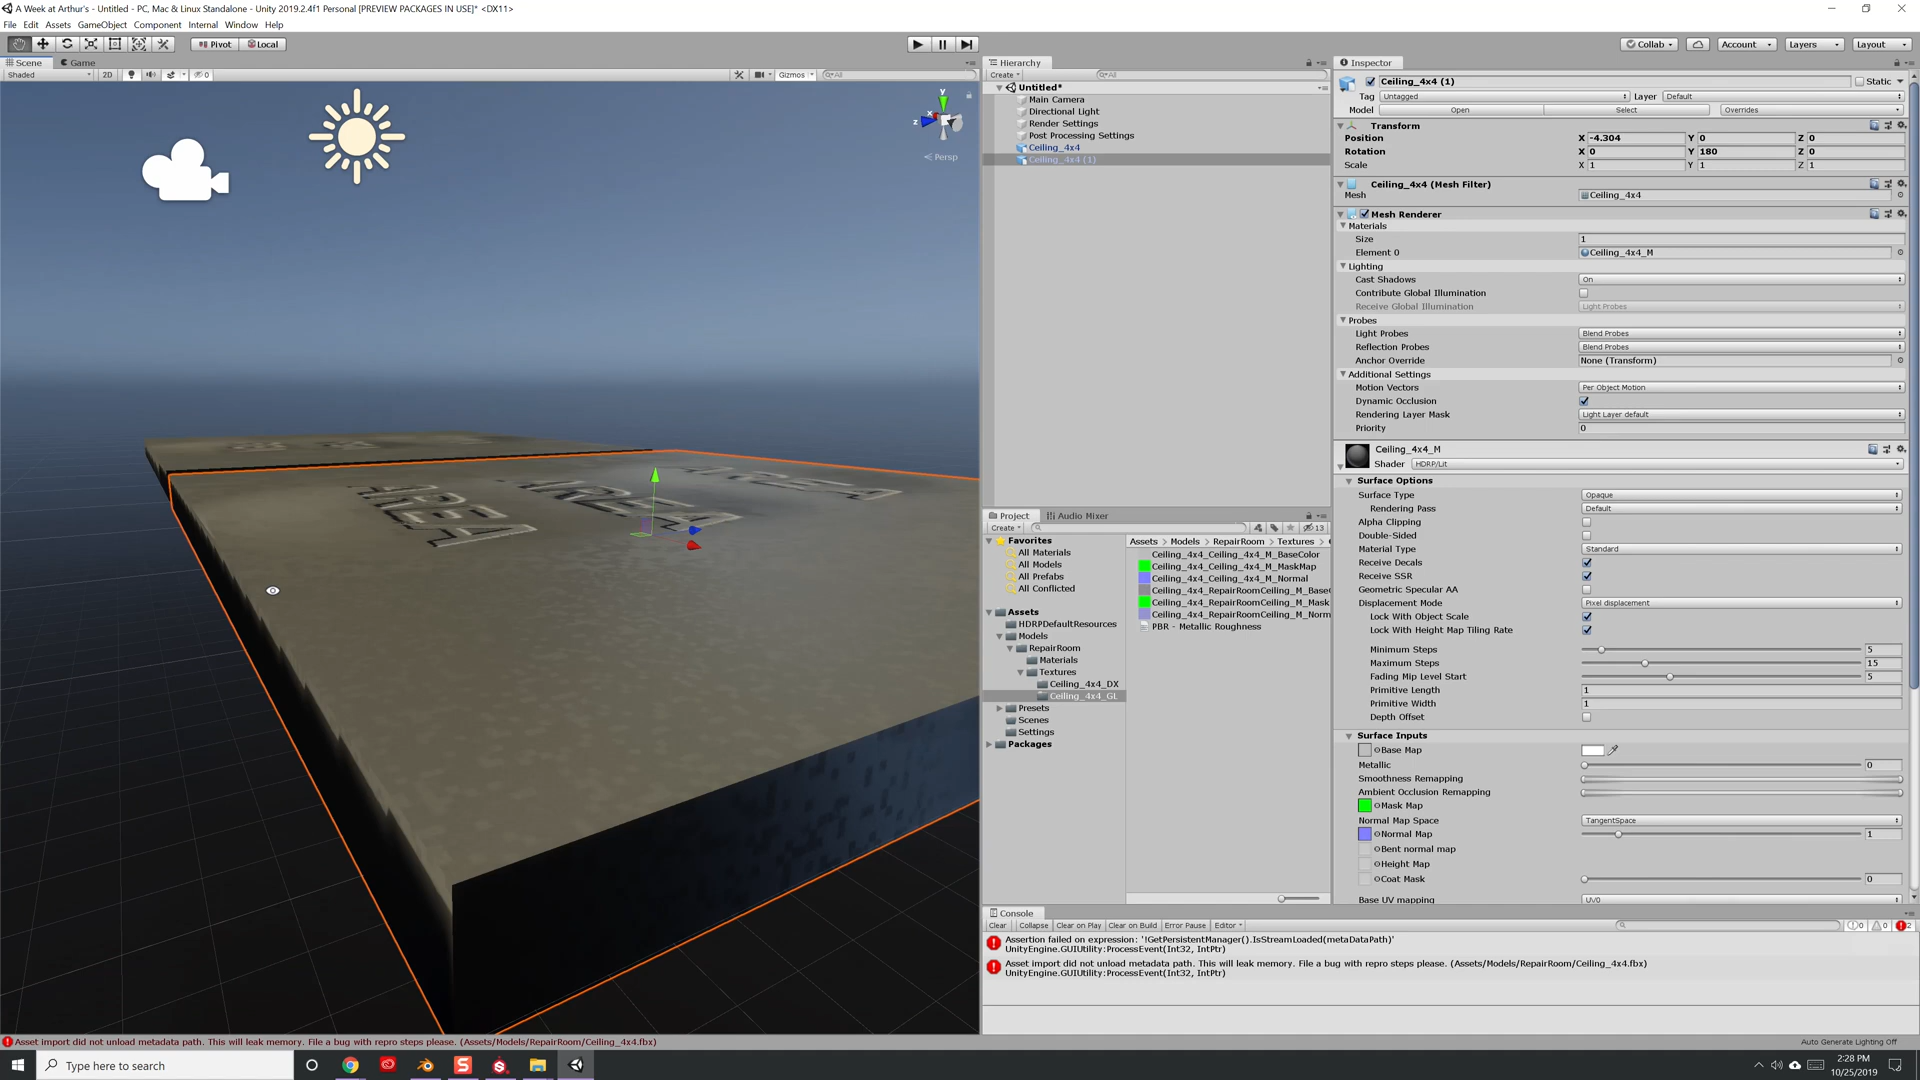 A Week at Arthur's - Untitled - PC, Mac & Linux Standalone - Unity 2019.2.4f1 Personal [PREVIEW PACKAGES IN USE]* <DX11>
File Edit Assets GameObject Component Internal Window Help
Pivot Local
Collab Account Layers Layout
Scene Game
Shaded 2D 0 Gizmos All
y
x
z
Persp
AREA AREA
Hierarchy
Create All
Untitled*
Main Camera
Directional Light
Render Settings
Post Processing Settings
Ceiling_4x4
Ceiling_4x4 (1)
Project Audio Mixer
Create 13
Favorites
All Materials
All Models
All Prefabs
All Conflicted
Assets
HDRPDefaultResources
Models
RepairRoom
Materials
Textures
Ceiling_4x4_DX
Ceiling_4x4_GL
Presets
Scenes
Settings
Packages
Assets Models RepairRoom Textures
Ceiling_4x4_Ceiling_4x4_M_BaseColor
Ceiling_4x4_Ceiling_4x4_M_MaskMap
Ceiling_4x4_Ceiling_4x4_M_Normal
Ceiling_4x4_RepairRoomCeiling_M_Base
Ceiling_4x4_RepairRoomCeiling_M_Mask
Ceiling_4x4_RepairRoomCeiling_M_Norm
PBR - Metallic Roughness
Inspector
Ceiling_4x4 (1) Static
Tag Untagged Layer Default
Model Open Select Overrides
Transform
Position X -4.304 Y 0 Z 0
Rotation X 0 Y 180 Z 0
Scale X 1 Y 1 Z 1
Ceiling_4x4 (Mesh Filter)
Mesh Ceiling_4x4
Mesh Renderer
Materials
Size 1
Element 0 Ceiling_4x4_M
Lighting
Cast Shadows On
Contribute Global Illumination
Receive Global Illumination Light Probes
Probes
Light Probes Blend Probes
Reflection Probes Blend Probes
Anchor Override None (Transform)
Additional Settings
Motion Vectors Per Object Motion
Dynamic Occlusion
Rendering Layer Mask Light Layer default
Priority 0
Ceiling_4x4_M
Shader HDRP/Lit
Surface Options
Surface Type Opaque
Rendering Pass Default
Alpha Clipping
Double-Sided
Material Type Standard
Receive Decals
Receive SSR
Geometric Specular AA
Displacement Mode Pixel displacement
Lock With Object Scale
Lock With Height Map Tiling Rate
Minimum Steps 5
Maximum Steps 15
Fading Mip Level Start 5
Primitive Length 1
Primitive Width 1
Depth Offset
Surface Inputs
Base Map
Metallic 0
Smoothness Remapping
Ambient Occlusion Remapping
Mask Map
Normal Map Space TangentSpace
Normal Map 1
Bent normal map
Height Map
Coat Mask 0
Base UV mapping UV0
Console
Clear Collapse Clear on Play Clear on Build Error Pause Editor 0 0 2
Assertion failed on expression: '!GetPersistentManager().IsStreamLoaded(metaDataPath)'
UnityEngine.GUIUtility:ProcessEvent(Int32, IntPtr)
Asset import did not unload metadata path. This will leak memory. File a bug with repro steps please. (Assets/Models/RepairRoom/Ceiling_4x4.fbx)
UnityEngine.GUIUtility:ProcessEvent(Int32, IntPtr)
Asset import did not unload metadata path. This will leak memory. File a bug with repro steps please. (Assets/Models/RepairRoom/Ceiling_4x4.fbx)
Auto Generate Lighting Off
Type here to search
2:28 PM
10/25/2019